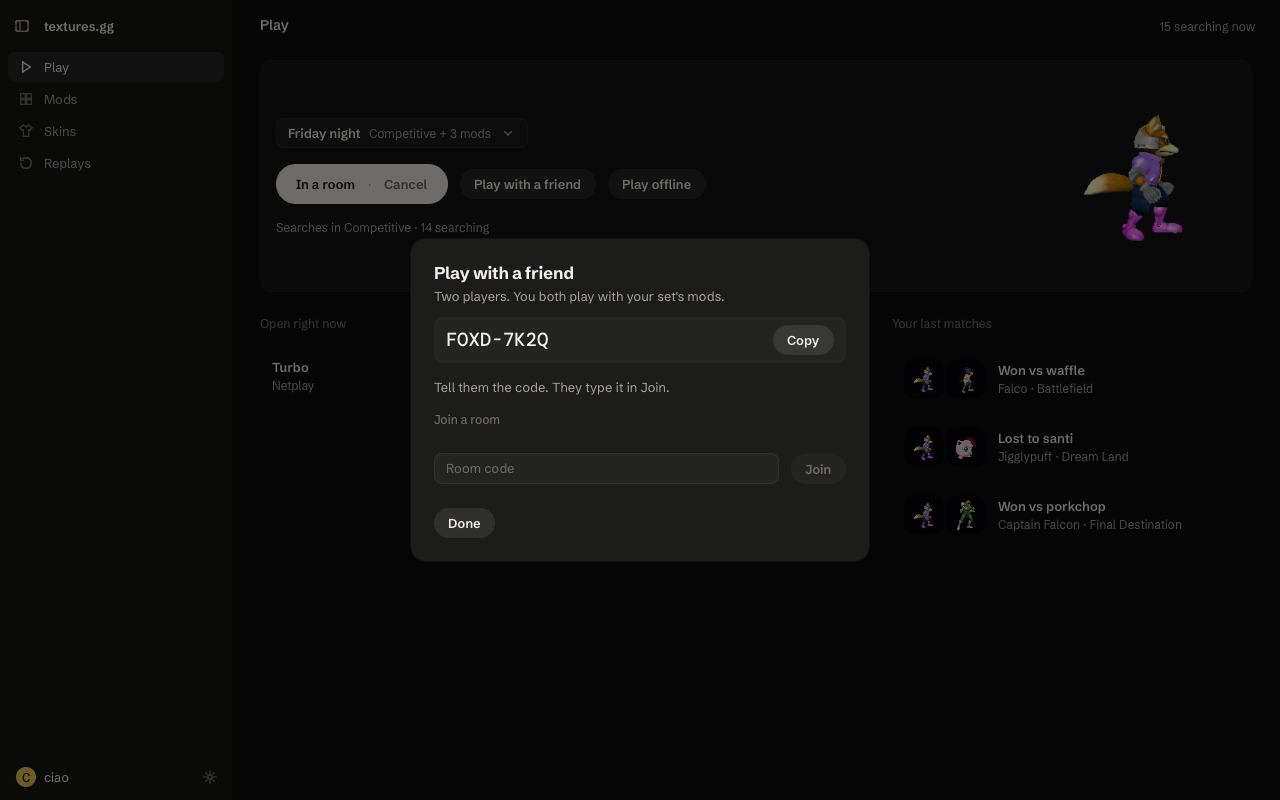 textures.gg
Play
Mods
Skins
Replays
C ciao
Play
15 searching now
Friday night Competitive + 3 mods
In a room · Cancel
Play with a friend
Play offline
Searches in Competitive · 14 searching
Open right now
Turbo
Netplay
Play with a friend
Two players. You both play with your set's mods.
F0XD-7K2Q
Copy
Tell them the code. They type it in Join.
Join a room
Room code
Join
Done
Your last matches
Won vs waffle
Falco · Battlefield
Lost to santi
Jigglypuff · Dream Land
Won vs porkchop
Captain Falcon · Final Destination